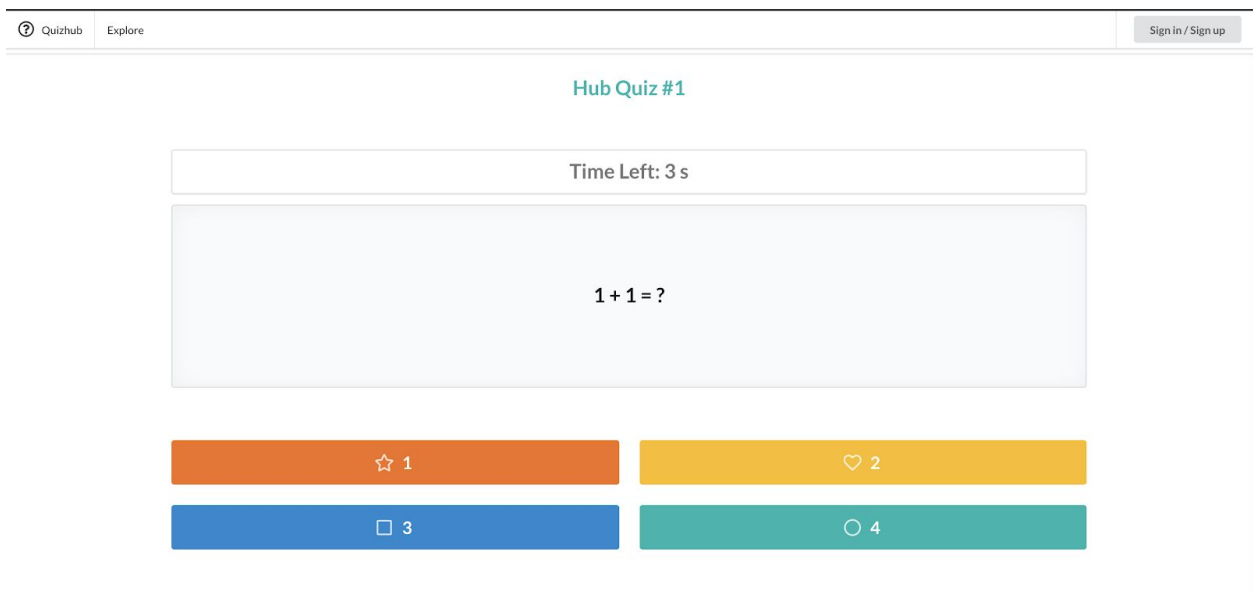 Quizhub Explore Sign in / Sign up
Hub Quiz #1
Time Left: 3 s
1 + 1 = ?
1 2
3 4